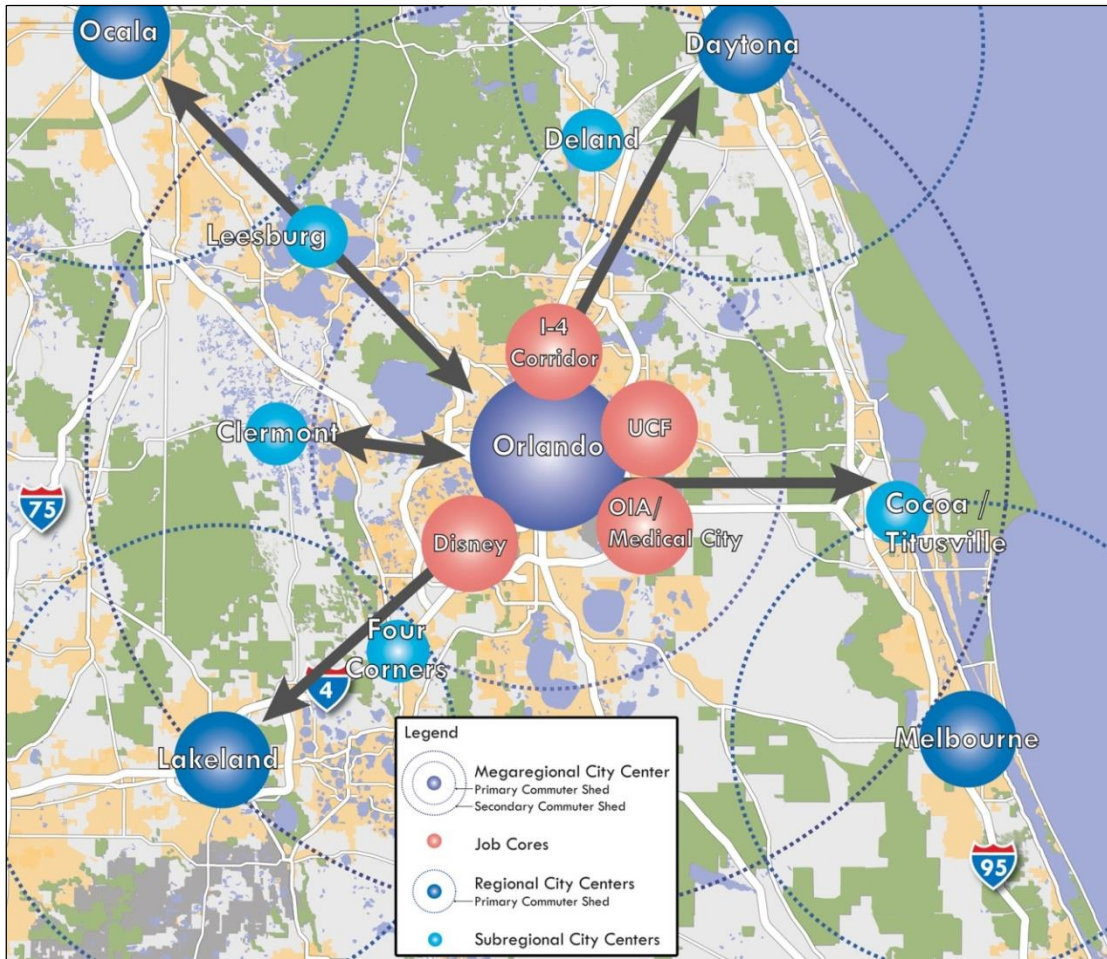 Ocala
Daytona
Deland
Leesburg
I-4
Corridor
Clermont
Orlando
UCF
75
OIA/
Medical City
Cocoa /
Titusville
Disney
Four
Corners
4
Lakeland
Melbourne
95
Legend
Megaregional City Center
Primary Commuter Shed
Secondary Commuter Shed
Job Cores
Regional City Centers
Primary Commuter Shed
Subregional City Centers